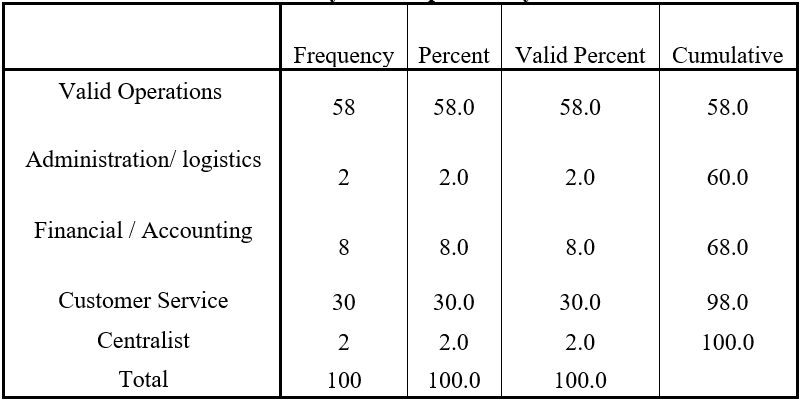 Frequency Percent Valid Percent Cumulative
Valid Operations 58 58.0 58.0 58.0
Administration/ logistics 2 2.0 2.0 60.0
Financial / Accounting 8 8.0 8.0 68.0
Customer Service 30 30.0 30.0 98.0
Centralist 2 2.0 2.0 100.0
Total 100 100.0 100.0